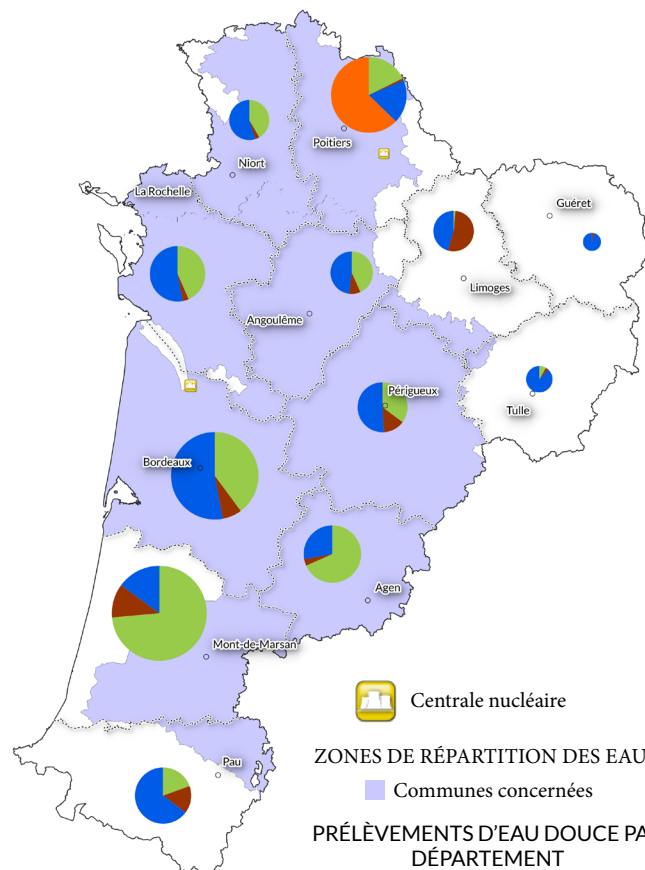 Poitiers
Niort
La Rochelle
Guéret
Limoges
Angoulême
Périgueux
Tulle
Bordeaux
Agen
Mont-de-Marsan
Centrale nucléaire
ZONES DE RÉPARTITION DES EAU
Pau
Communes concernées
PRÉLÈVEMENTS D'EAU DOUCE PA
DÉPARTEMENT